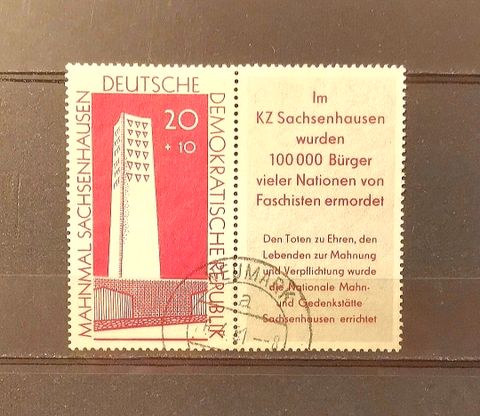 DEUTSCHE
DEMOKRATISCHE REPUBLIK
MAHNMAL SACHSENHAUSEN
20
+ 10
Im
KZ Sachsenhausen
wurden
100 000 Bürger
vieler Nationen von
Faschisten ermordet
Den Toten zu Ehren, den
Lebenden zur Mahnung
und Verpflichtung wurde
die Nationale Mahn-
und Gedenkstätte
Sachsenhausen errichtet
NEUMARK
a